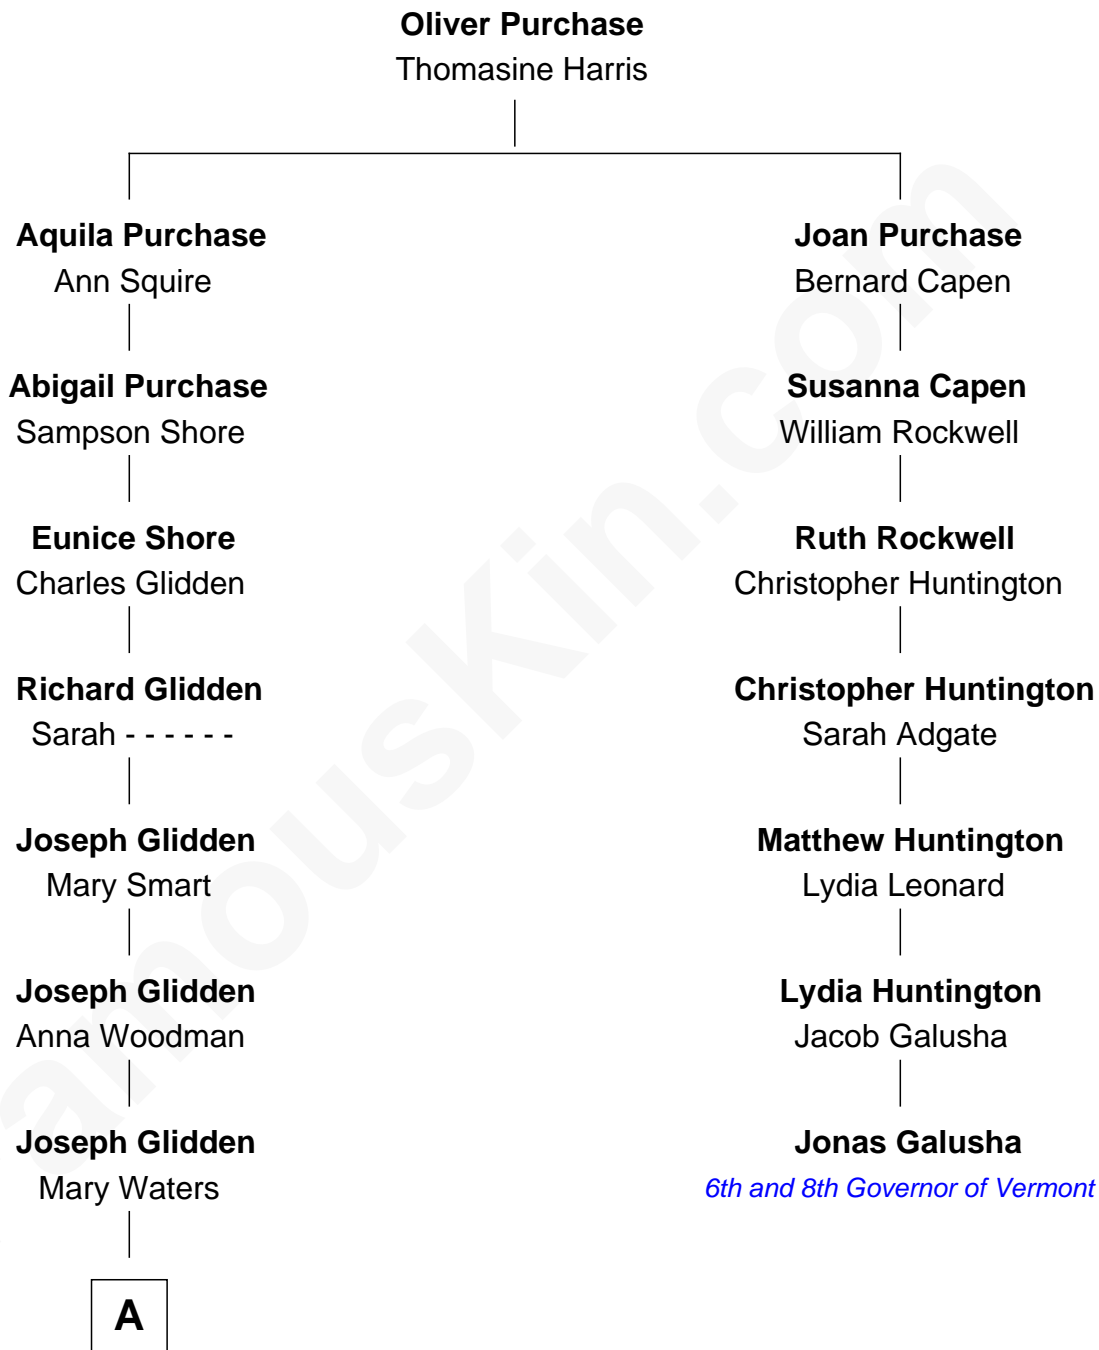 Oliver Purchase
Thomasine Harris
Aquila Purchase
Ann Squire
Joan Purchase
Bernard Capen
Abigail Purchase
Sampson Shore
Susanna Capen
William Rockwell
Eunice Shore
Charles Glidden
Ruth Rockwell
Christopher Huntington
Richard Glidden
Sarah - - - - - -
Christopher Huntington
Sarah Adgate
Joseph Glidden
Mary Smart
Matthew Huntington
Lydia Leonard
Joseph Glidden
Anna Woodman
Lydia Huntington
Jacob Galusha
Joseph Glidden
Mary Waters
Jonas Galusha
6th and 8th Governor of Vermont
A
amousKin.com